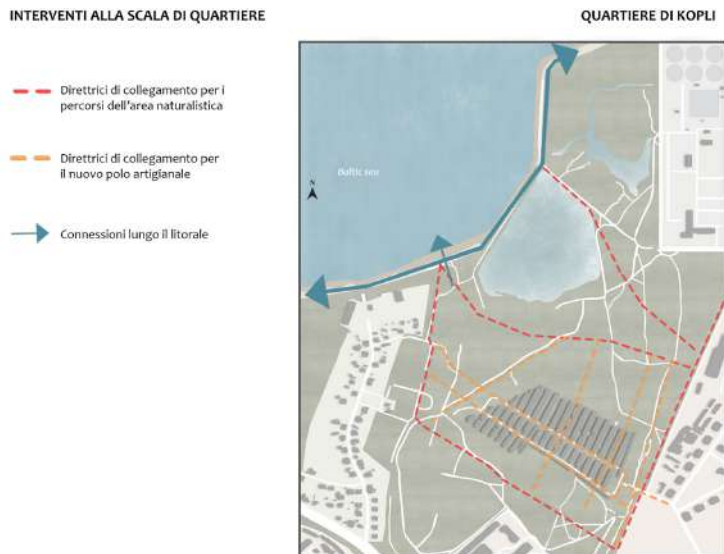 INTERVENTI ALLA SCALA DI QUARTIERE
QUARTIERE DI KOPLI
Direttrici di collegamento per i
percorsi dell'area naturalistica
Direttrici di collegamento per
il nuovo polo artigianale
Connessioni lungo il litorale
Baltic sea
N